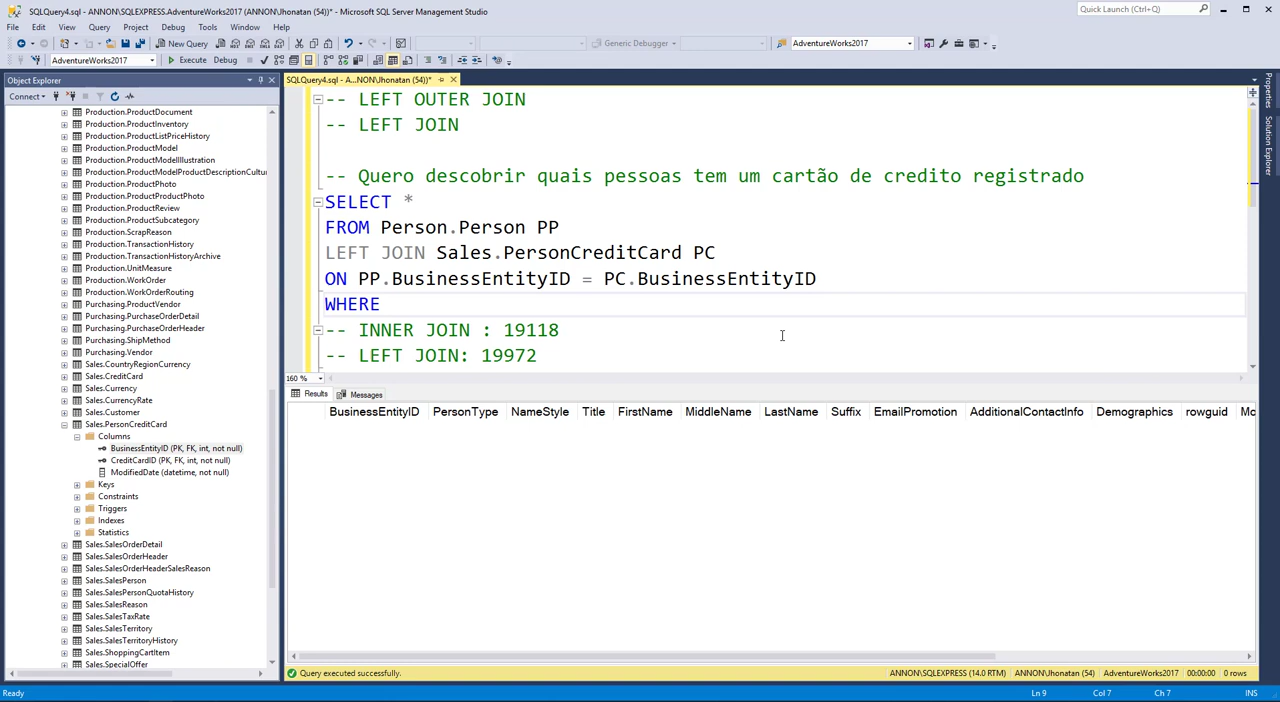 SQLQuery4.sql - ANNON\SQLEXPRESS.AdventureWorks2017 (ANNON\Jhonatan (54))* - Microsoft SQL Server Management Studio
Quick Launch (Ctrl+Q)
File Edit View Query Project Debug Tools Window Help
New Query
Generic Debugger
AdventureWorks2017
AdventureWorks2017
Execute Debug
Object Explorer
SQLQuery4.sql - A...NON\Jhonatan (54))*
Connect
Production.ProductDocument
Production.ProductInventory
Production.ProductListPriceHistory
Production.ProductModel
Production.ProductModelIllustration
Production.ProductModelProductDescriptionCultu
Production.ProductPhoto
Production.ProductProductPhoto
Production.ProductReview
Production.ProductSubcategory
Production.ScrapReason
Production.TransactionHistory
Production.TransactionHistoryArchive
Production.UnitMeasure
Production.WorkOrder
Production.WorkOrderRouting
Purchasing.ProductVendor
Purchasing.PurchaseOrderDetail
Purchasing.PurchaseOrderHeader
Purchasing.ShipMethod
Purchasing.Vendor
Sales.CountryRegionCurrency
Sales.CreditCard
Sales.Currency
Sales.CurrencyRate
Sales.Customer
Sales.PersonCreditCard
Columns
BusinessEntityID (PK, FK, int, not null)
CreditCardID (PK, FK, int, not null)
ModifiedDate (datetime, not null)
Keys
Constraints
Triggers
Indexes
Statistics
Sales.SalesOrderDetail
Sales.SalesOrderHeader
Sales.SalesOrderHeaderSalesReason
Sales.SalesPerson
Sales.SalesPersonQuotaHistory
Sales.SalesReason
Sales.SalesTaxRate
Sales.SalesTerritory
Sales.SalesTerritoryHistory
Sales.ShoppingCartItem
Sales.SpecialOffer
-- LEFT OUTER JOIN
-- LEFT JOIN
-- Quero descobrir quais pessoas tem um cartão de credito registrado
SELECT *
FROM Person.Person PP
LEFT JOIN Sales.PersonCreditCard PC
ON PP.BusinessEntityID = PC.BusinessEntityID
WHERE
-- INNER JOIN : 19118
-- LEFT JOIN: 19972
160 %
Results Messages
BusinessEntityID PersonType NameStyle Title FirstName MiddleName LastName Suffix EmailPromotion AdditionalContactInfo Demographics rowguid Mo
Properties
Solution Explorer
Query executed successfully.
ANNON\SQLEXPRESS (14.0 RTM) ANNON\Jhonatan (54) AdventureWorks2017 00:00:00 0 rows
Ready
Ln 9 Col 7 Ch 7 INS